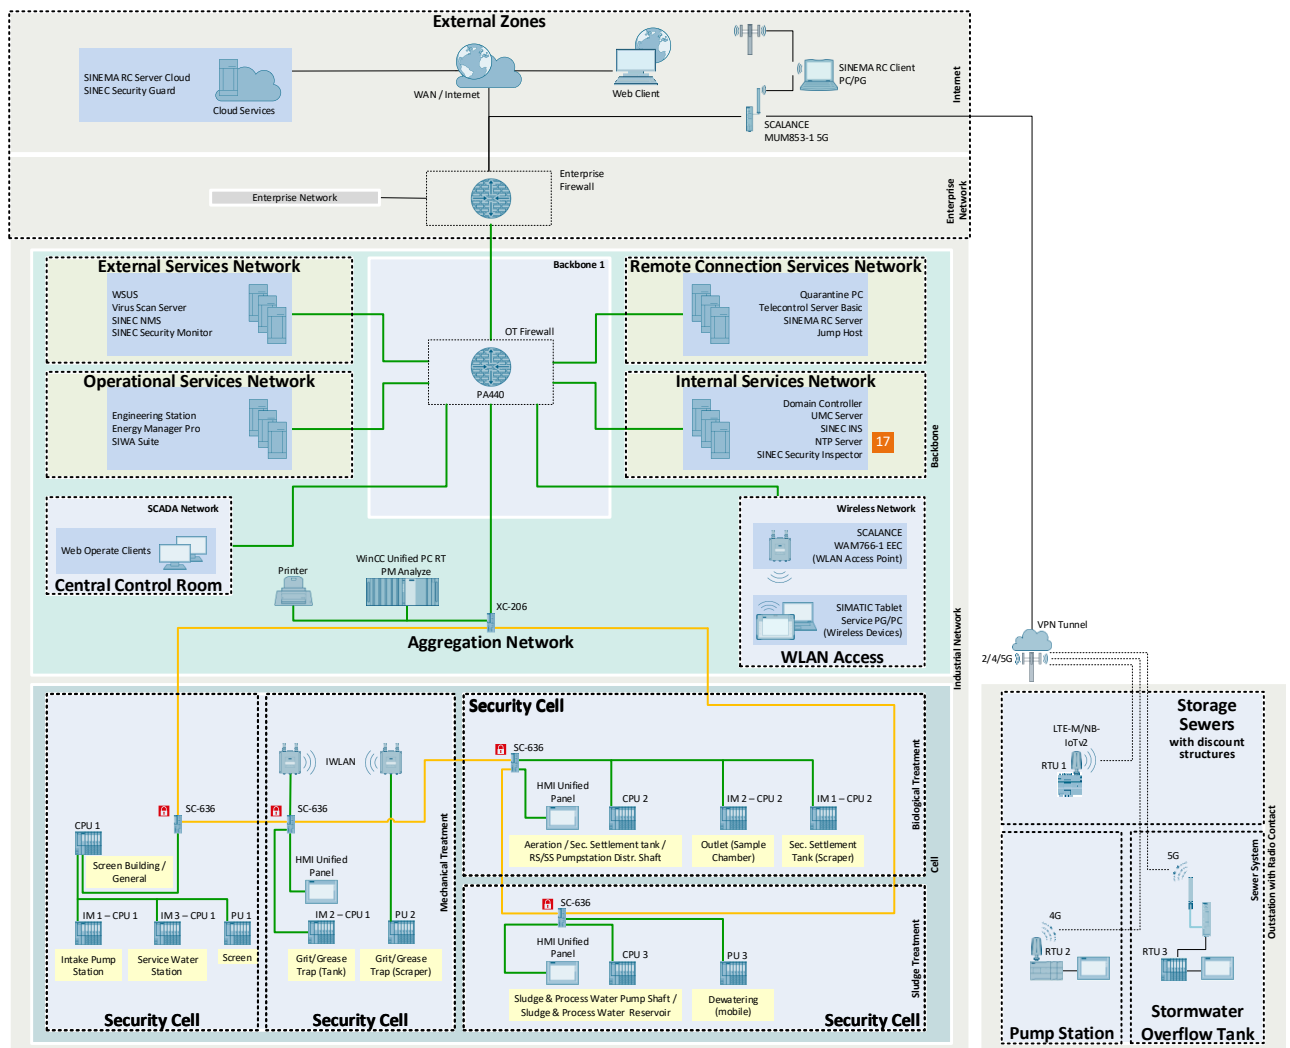 External Zones
SINEMA RC Server Cloud
SINEC Security Guard
Cloud Services
WAN / Internet
Web Client
SINEMA RC Client
PC/PG
SCALANCE
MUM853-1 5G
Internet
Enterprise
Firewall
Enterprise Network
Enterprise
Network
External Services Network
WSUS
Virus Scan Server
SINEC NMS
SINEC Security Monitor
Backbone 1
Remote Connection Services Network
Quarantine PC
Telecontrol Server Basic
SINEMA RC Server
Jump Host
OT Firewall
PA440
Operational Services Network
Engineering Station
Energy Manager Pro
SIWA Suite
Internal Services Network
Domain Controller
UMC Server
SINEC INS
NTP Server
SINEC Security Inspector
17
Backbone
SCADA Network
Web Operate Clients
Central Control Room
Printer
WinCC Unified PC RT
PM Analyze
XC-206
Aggregation Network
Wireless Network
SCALANCE
WAM766-1 EEC
(WLAN Access Point)
SIMATIC Tablet
Service PG/PC
(Wireless Devices)
WLAN Access
Industrial Network
VPN Tunnel
2/4/5G
SC-636
CPU 1
Screen Building /
General
IM 1 – CPU 1
IM 3 – CPU 1
PU 1
Intake Pump
Station
Service Water
Station
Screen
Security Cell
IWLAN
SC-636
HMI Unified
Panel
IM 2 – CPU 1
PU 2
Grit/Grease
Trap (Tank)
Grit/Grease
Trap (Scraper)
Security Cell
Mechanical Treatment
Security Cell
SC-636
HMI Unified
Panel
CPU 2
IM 2 – CPU 2
IM 1 – CPU 2
Aeration / Sec. Settlement tank /
RS/SS Pumpstation Distr. Shaft
Outlet (Sample
Chamber)
Sec. Settlement
Tank (Scraper)
Biological Treatment
Cell
SC-636
HMI Unified
Panel
CPU 3
PU 3
Sludge & Process Water Pump Shaft /
Sludge & Process Water Reservoir
Dewatering
(mobile)
Security Cell
Sludge Treatment
Storage
Sewers
with discount
structures
LTE-M/NB-
IoTv2
RTU 1
4G
RTU 2
Pump Station
5G
RTU 3
Stormwater
Overflow Tank
Sewer System
Outstation with Radio Contact